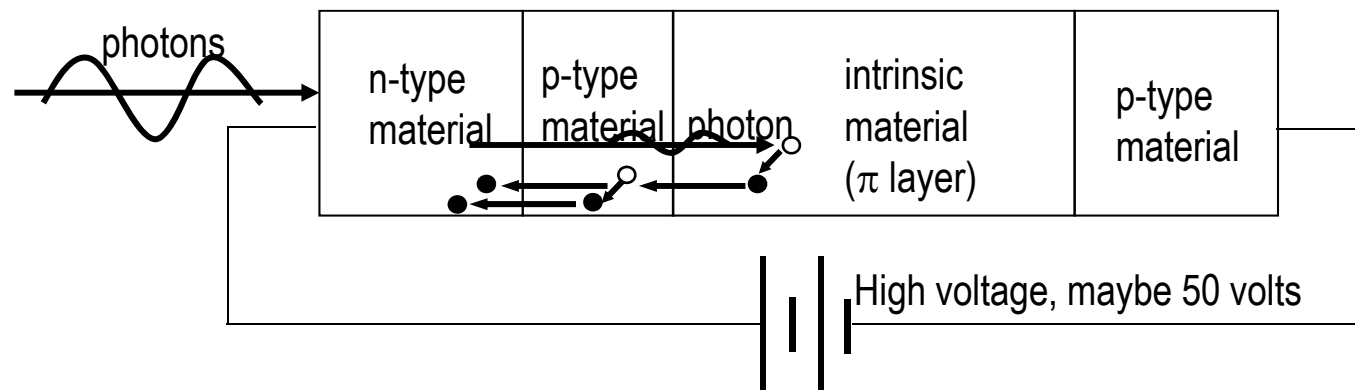 photons
n-type
material
p-type
material
photon
intrinsic
material
(π layer)
p-type
material
High voltage, maybe 50 volts